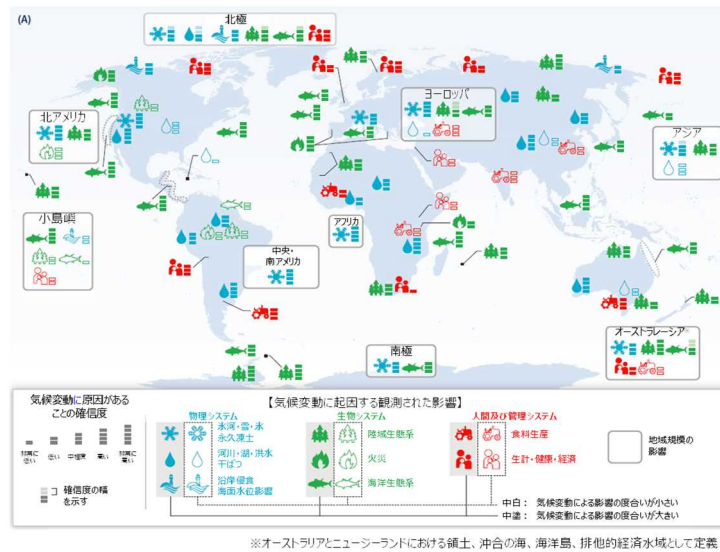 (A)
北極
ヨーロッパ
北アメリカ
アジア
小島嶼
アフリカ
中央・
南アメリカ
オーストラレーシア※
南極
気候変動に原因がある
ことの確信度
非常に
低い
低い
中程度
高い
非常に
高い
確信度の幅
を示す
【気候変動に起因する観測された影響】
物理システム
氷河・雪・氷
永久凍土
河川・湖・洪水
干ばつ
沿岸侵食
海面水位影響
生物システム
陸域生態系
火災
海洋生態系
人間及び管理システム
食料生産
生計・健康・経済
地域規模の
影響
中白： 気候変動による影響の度合いが小さい
中塗： 気候変動による影響の度合いが大きい
※オーストラリアとニュージーランドにおける領土、沖合の海、海洋島、排他的経済水域として定義